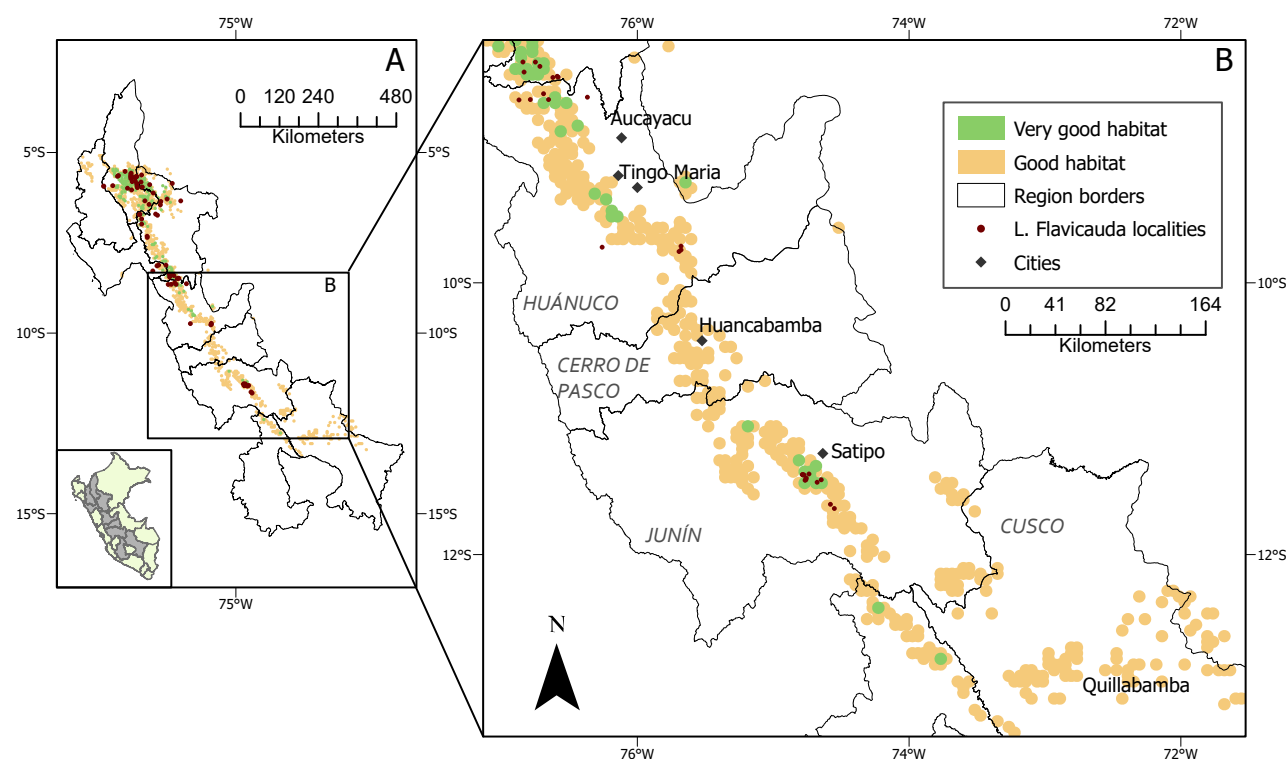 75°W
76°W
74°W
72°W
A
0 120 240 480
Kilometers
5°S
5°S
10°S
10°S
15°S
15°S
12°S
12°S
10°S
B
75°W
B
Aucayacu
Tingo Maria
HUÁNUCO
Huancabamba
CERRO DE
PASCO
Satipo
JUNÍN
CUSCO
Quillabamba
N
Very good habitat
Good habitat
Region borders
L. Flavicauda localities
Cities
0 41 82 164
Kilometers
76°W
74°W
72°W